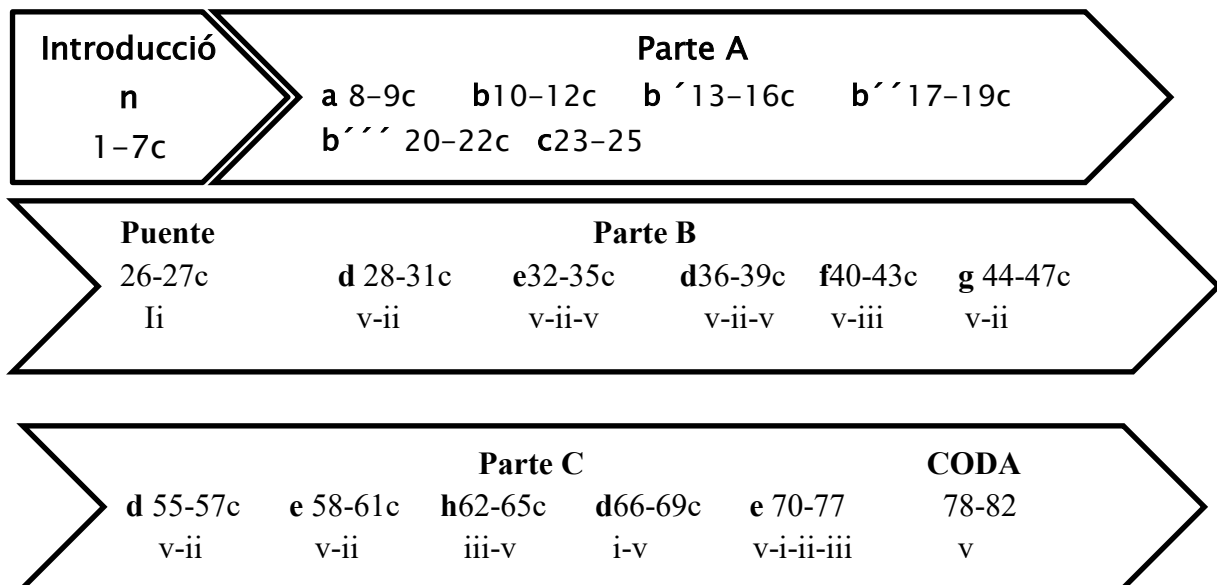 Introducció
n
1-7c
Parte A
a 8-9c b10-12c b ´13-16c b´´17-19c
b´´´ 20-22c c23-25
Puente Parte B
26-27c d 28-31c e32-35c d36-39c f40-43c g 44-47c
Ii v-ii v-ii-v v-ii-v v-iii v-ii
Parte C CODA
d 55-57c e 58-61c h62-65c d66-69c e 70-77 78-82
v-ii v-ii iii-v i-v v-i-ii-iii v